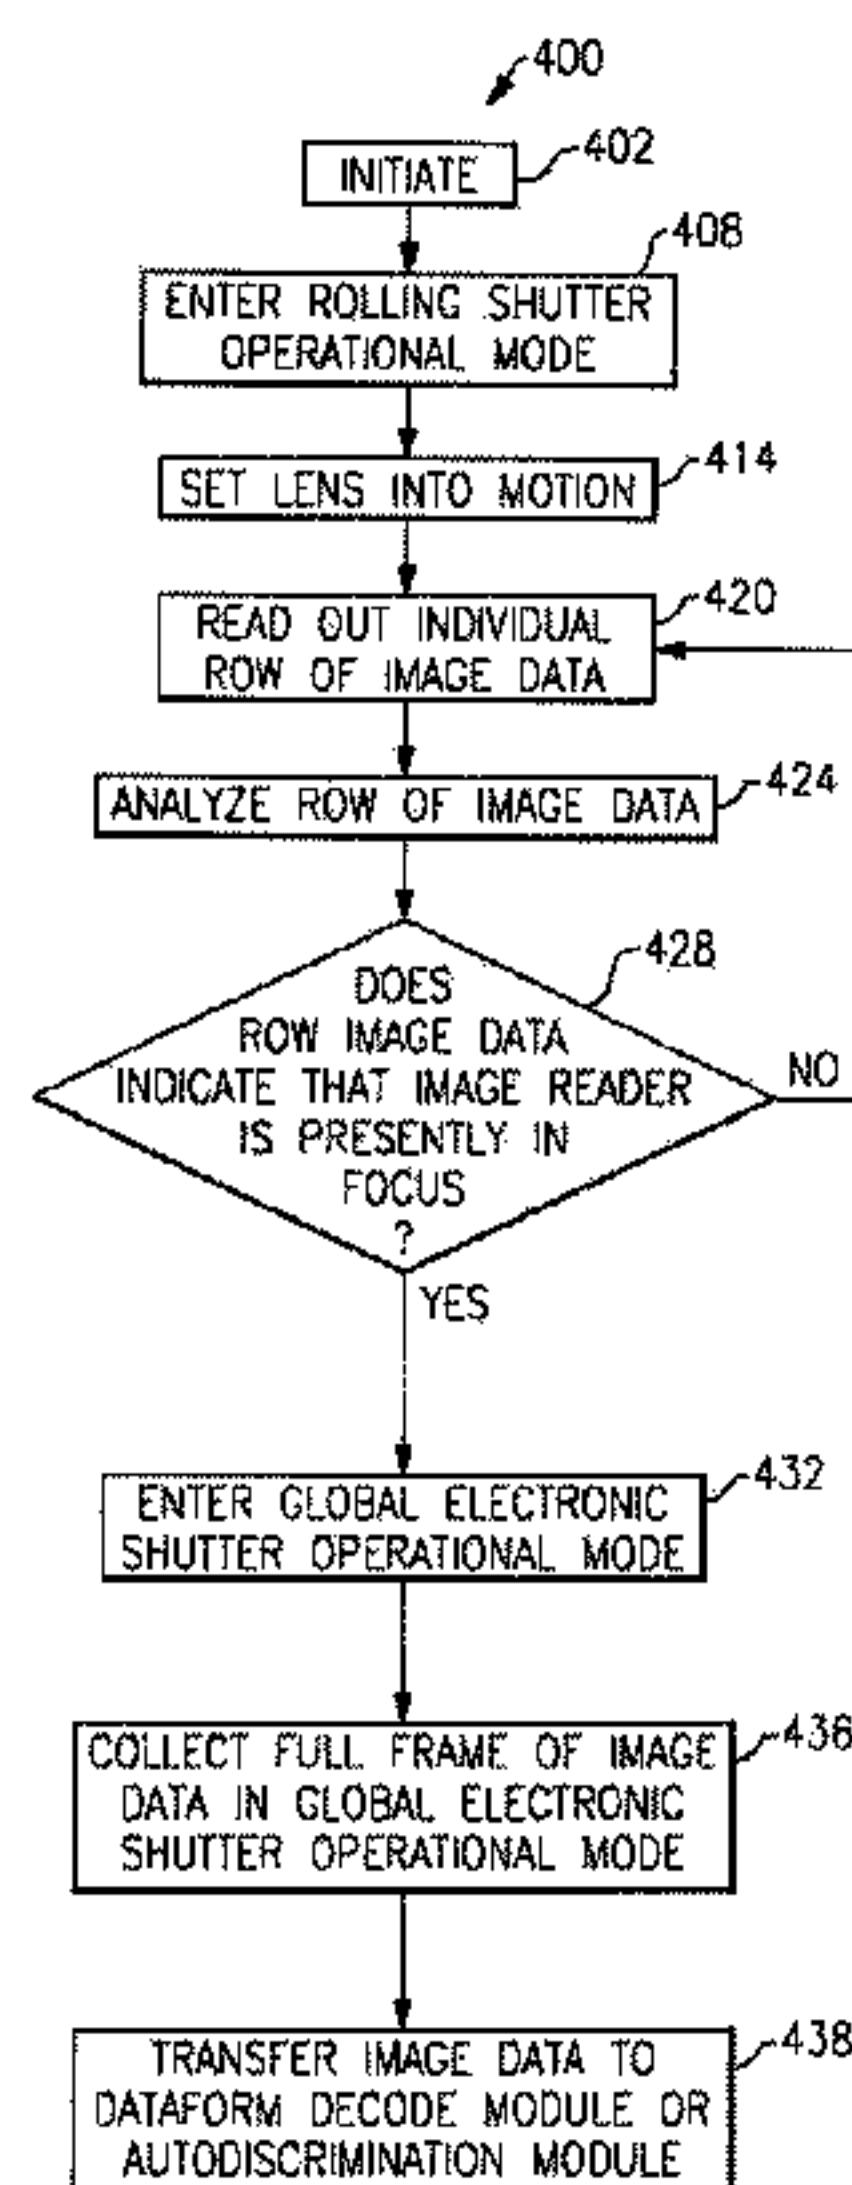 400
INITIATE
402
408
ENTER ROLLING SHUTTER
OPERATIONAL MODE
SET LENS INTO MOTION
414
READ OUT INDIVIDUAL
ROW OF IMAGE DATA
420
ANALYZE ROW OF IMAGE DATA
424
428
DOES
ROW IMAGE DATA
INDICATE THAT IMAGE READER
IS PRESENTLY IN
FOCUS
?
NO
YES
432
ENTER GLOBAL ELECTRONIC
SHUTTER OPERATIONAL MODE
436
COLLECT FULL FRAME OF IMAGE
DATA IN GLOBAL ELECTRONIC
SHUTTER OPERATIONAL MODE
438
TRANSFER IMAGE DATA TO
DATAFORM DECODE MODULE OR
AUTODISCRIMINATION MODULE